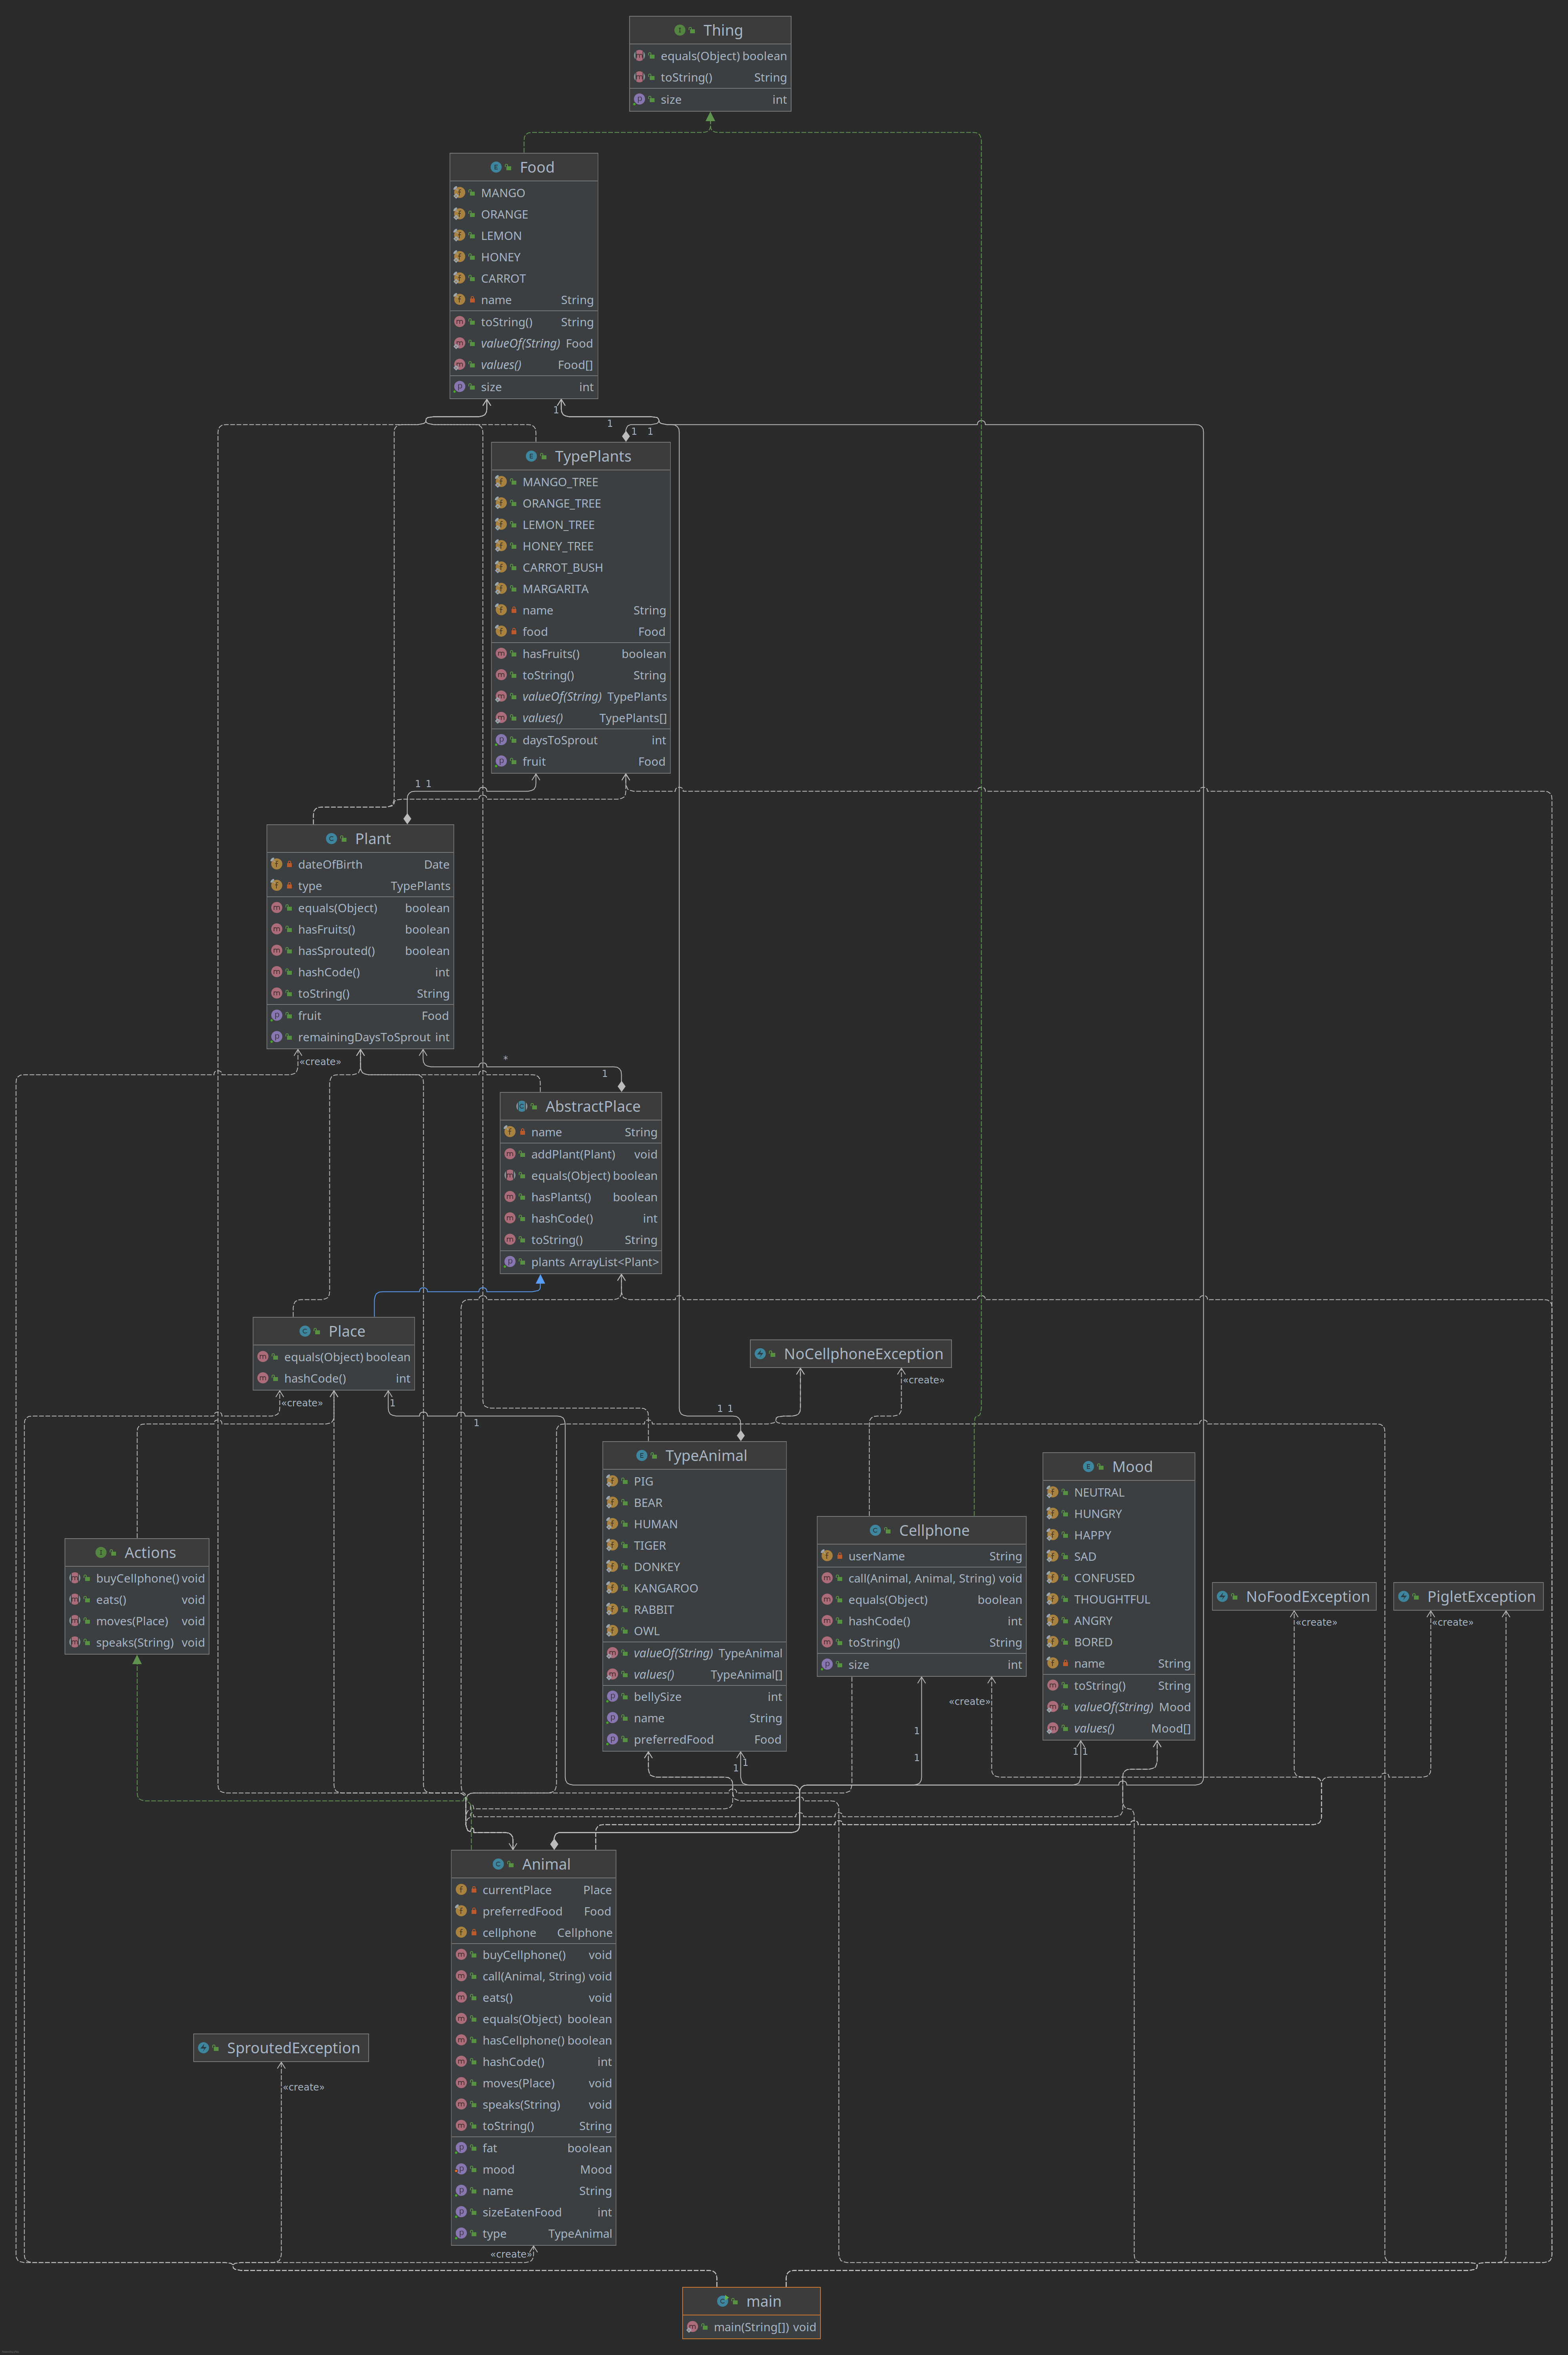 Thing
equals(Object) boolean
toString() String
size int
Food
MANGO
ORANGE
LEMON
HONEY
CARROT
name String
toString() String
valueOf(String) Food
values() Food[]
size int
1
1
1 1
TypePlants
MANGO_TREE
ORANGE_TREE
LEMON_TREE
HONEY_TREE
CARROT_BUSH
MARGARITA
name String
food Food
hasFruits() boolean
toString() String
valueOf(String) TypePlants
values() TypePlants[]
daysToSprout int
fruit Food
1 1
Plant
dateOfBirth Date
type TypePlants
equals(Object) boolean
hasFruits() boolean
hasSprouted() boolean
hashCode() int
toString() String
fruit Food
remainingDaysToSprout int
«create»
*
1
AbstractPlace
name String
addPlant(Plant) void
equals(Object) boolean
hasPlants() boolean
hashCode() int
toString() String
plants ArrayList<Plant>
Place
equals(Object) boolean
hashCode() int
«create»
1
1
NoCellphoneException
«create»
1 1
TypeAnimal
PIG
BEAR
HUMAN
TIGER
DONKEY
KANGAROO
RABBIT
OWL
valueOf(String) TypeAnimal
values() TypeAnimal[]
bellySize int
name String
preferredFood Food
1
1
Mood
NEUTRAL
HUNGRY
HAPPY
SAD
CONFUSED
THOUGHTFUL
ANGRY
BORED
name String
toString() String
valueOf(String) Mood
values() Mood[]
1 1
Cellphone
userName String
call(Animal, Animal, String) void
equals(Object) boolean
hashCode() int
toString() String
size int
«create»
1
1
Actions
buyCellphone() void
eats() void
moves(Place) void
speaks(String) void
NoFoodException
«create»
PigletException
«create»
Animal
currentPlace Place
preferredFood Food
cellphone Cellphone
buyCellphone() void
call(Animal, String) void
eats() void
equals(Object) boolean
hasCellphone() boolean
hashCode() int
moves(Place) void
speaks(String) void
toString() String
fat boolean
mood Mood
name String
sizeEatenFood int
type TypeAnimal
«create»
SproutedException
«create»
main
main(String[]) void